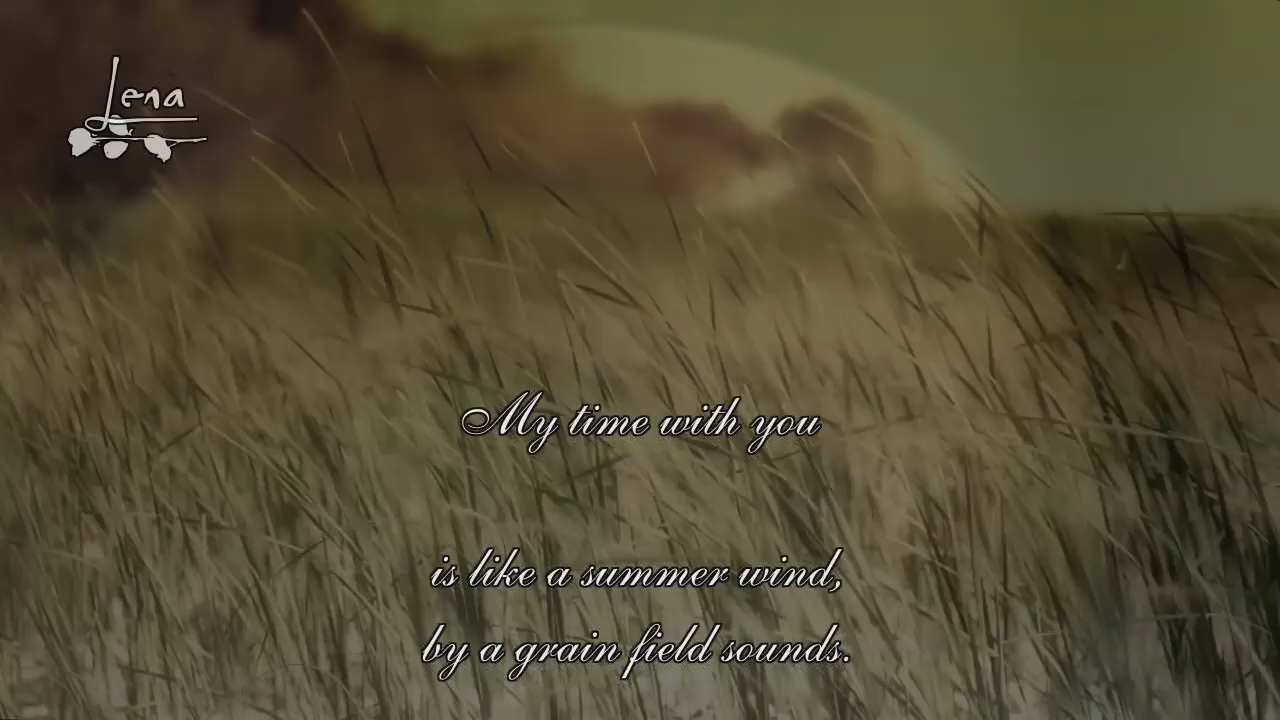 Lena
My time with you
is like a summer wind,
by a grain field sounds.